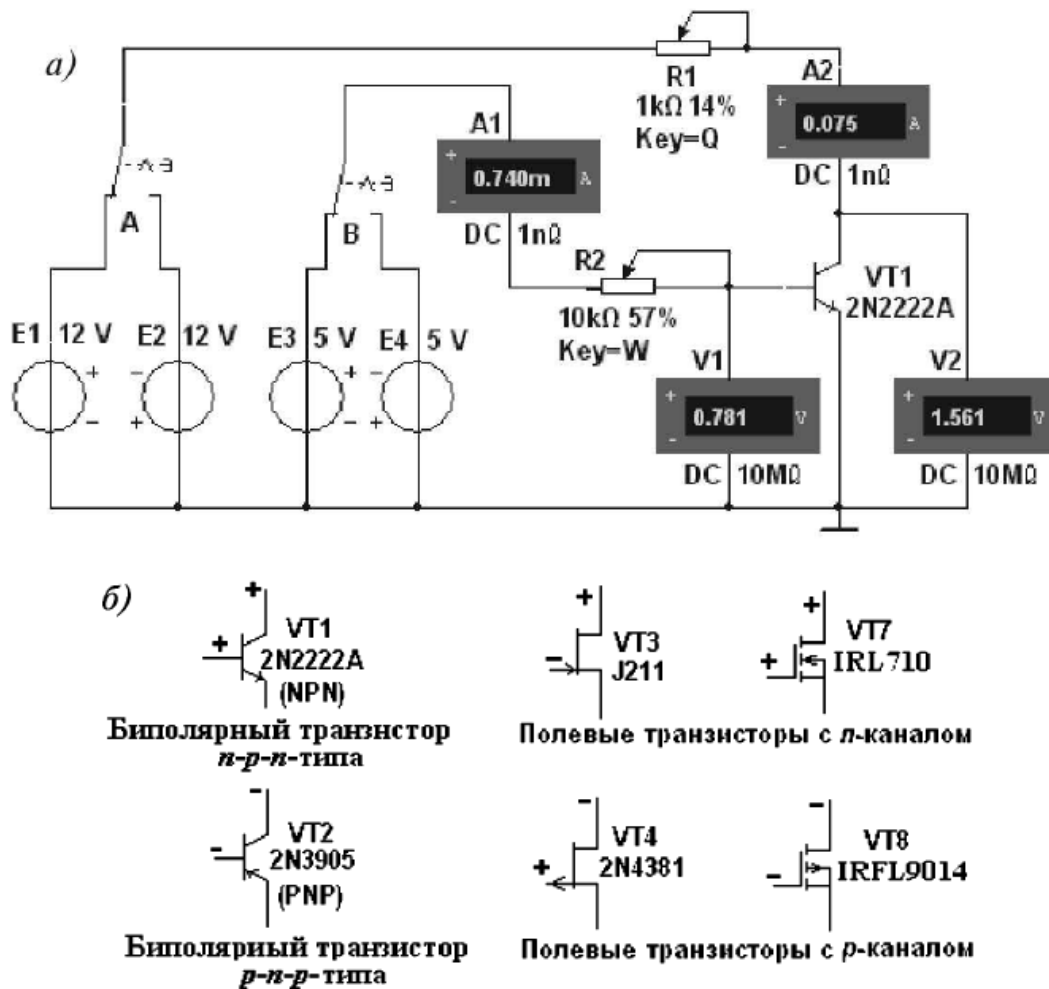 а)
R1
1kΩ 14%
Key=Q
A2
+
0.075 A
-
DC 1nΩ
A1
+
0.740m A
-
DC 1nΩ
A
B
R2
10kΩ 57%
Key=W
VT1
2N2222A
E1 12 V
E2 12 V
E3 5 V
E4 5 V
+ - + -
- + - +
V1
+
0.781 V
-
DC 10MΩ
V2
+
1.561 V
-
DC 10MΩ
б)
+
+
VT1
2N2222A
(NPN)
Биполярный транзистор
n-p-n-типа
+
-
VT3
J211
+
+
VT7
IRL710
Полевые транзисторы с n-каналом
-
-
VT2
2N3905
(PNP)
Биполярный транзистор
p-n-p-типа
-
+
VT4
2N4381
-
-
VT8
IRFL9014
Полевые транзисторы с p-каналом